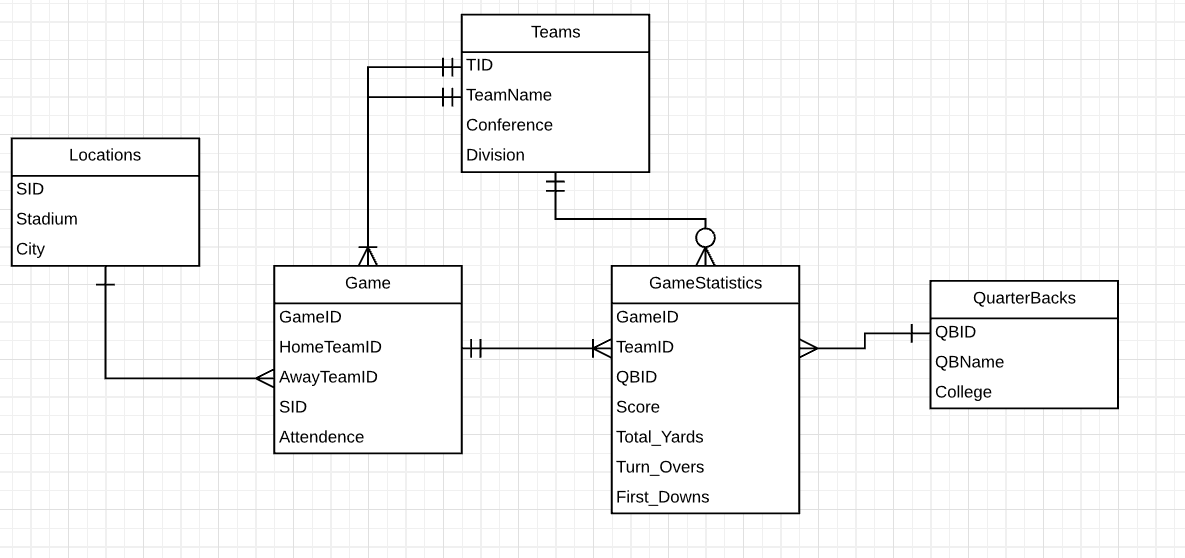 Teams
TID
TeamName
Conference
Division
Locations
SID
Stadium
City
Game
GameID
HomeTeamID
AwayTeamID
SID
Attendence
GameStatistics
GameID
TeamID
QBID
Score
Total_Yards
Turn_Overs
First_Downs
QuarterBacks
QBID
QBName
College